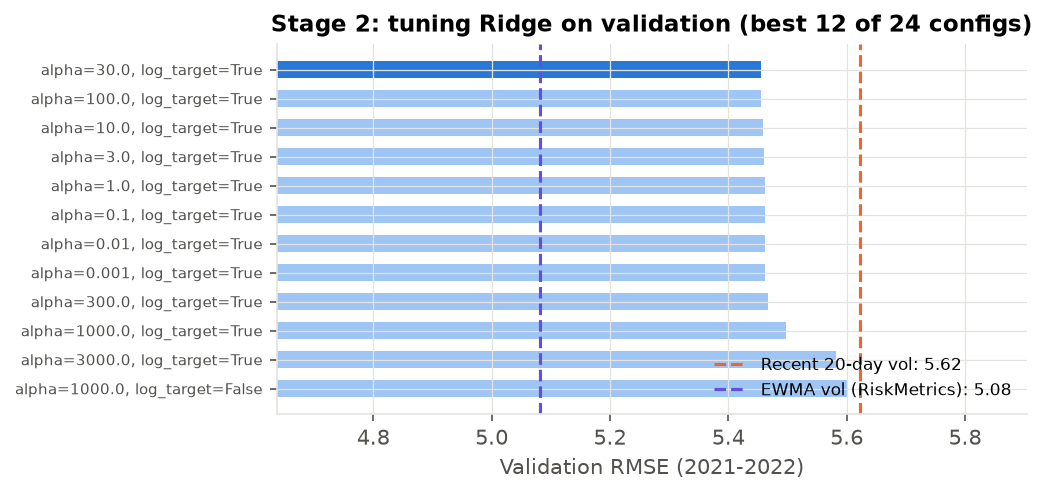 Stage 2: tuning Ridge on validation (best 12 of 24 configs)
alpha=30.0, log_target=True
alpha=100.0, log_target=True
alpha=10.0, log_target=True
alpha=3.0, log_target=True
alpha=1.0, log_target=True
alpha=0.1, log_target=True
alpha=0.01, log_target=True
alpha=0.001, log_target=True
alpha=300.0, log_target=True
alpha=1000.0, log_target=True
alpha=3000.0, log_target=True
alpha=1000.0, log_target=False
Recent 20-day vol: 5.62
EWMA vol (RiskMetrics): 5.08
4.8 5.0 5.2 5.4 5.6 5.8
Validation RMSE (2021-2022)